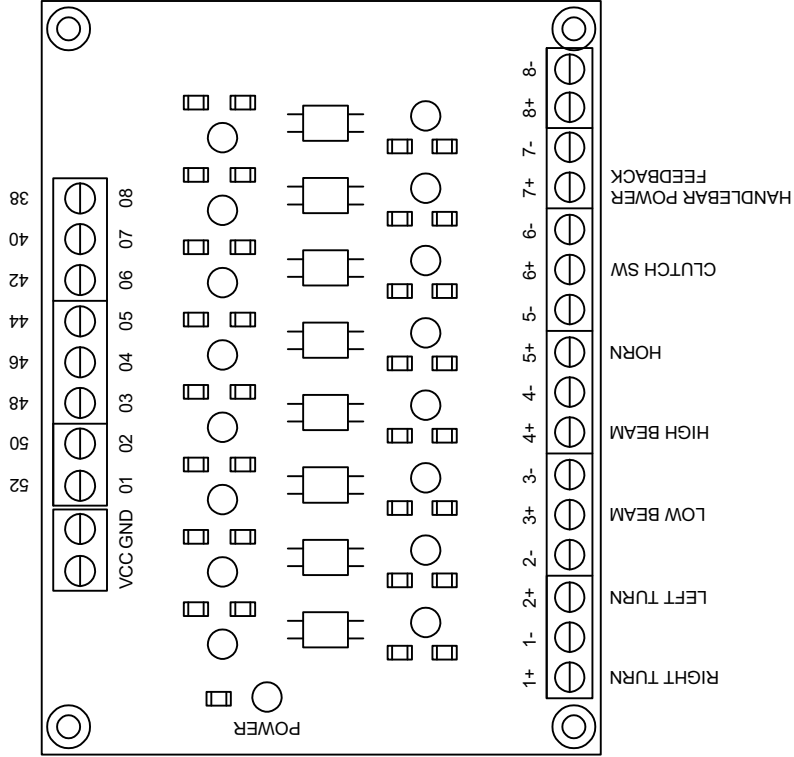 8-
8+
7-
7+
6-
6+
5-
5+
4-
4+
3-
3+
2-
2+
1-
1+
HANDLEBAR POWER
FEEDBACK
CLUTCH SW
HORN
HIGH BEAM
LOW BEAM
LEFT TURN
RIGHT TURN
38
40
42
44
46
48
50
52
08
07
06
05
04
03
02
01
GND
VCC
POWER